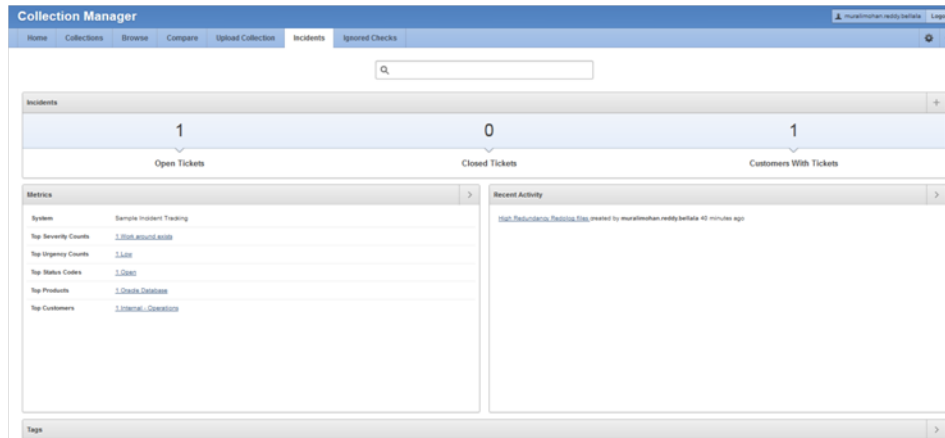 Collection Manager
muralimohan.reddy.bellala Logo
Home Collections Browse Compare Upload Collection Incidents Ignored Checks
Incidents
1 0 1
Open Tickets Closed Tickets Customers With Tickets
Metrics
System Sample Incident Tracking
Top Severity Counts 1 Work around exists
Top Urgency Counts 1 Low
Top Status Codes 1 Open
Top Products 1 Oracle Database
Top Customers 1 Internal - Operations
Recent Activity
High Redundancy Redolog files created by muralimohan.reddy.bellala 40 minutes ago
Tags